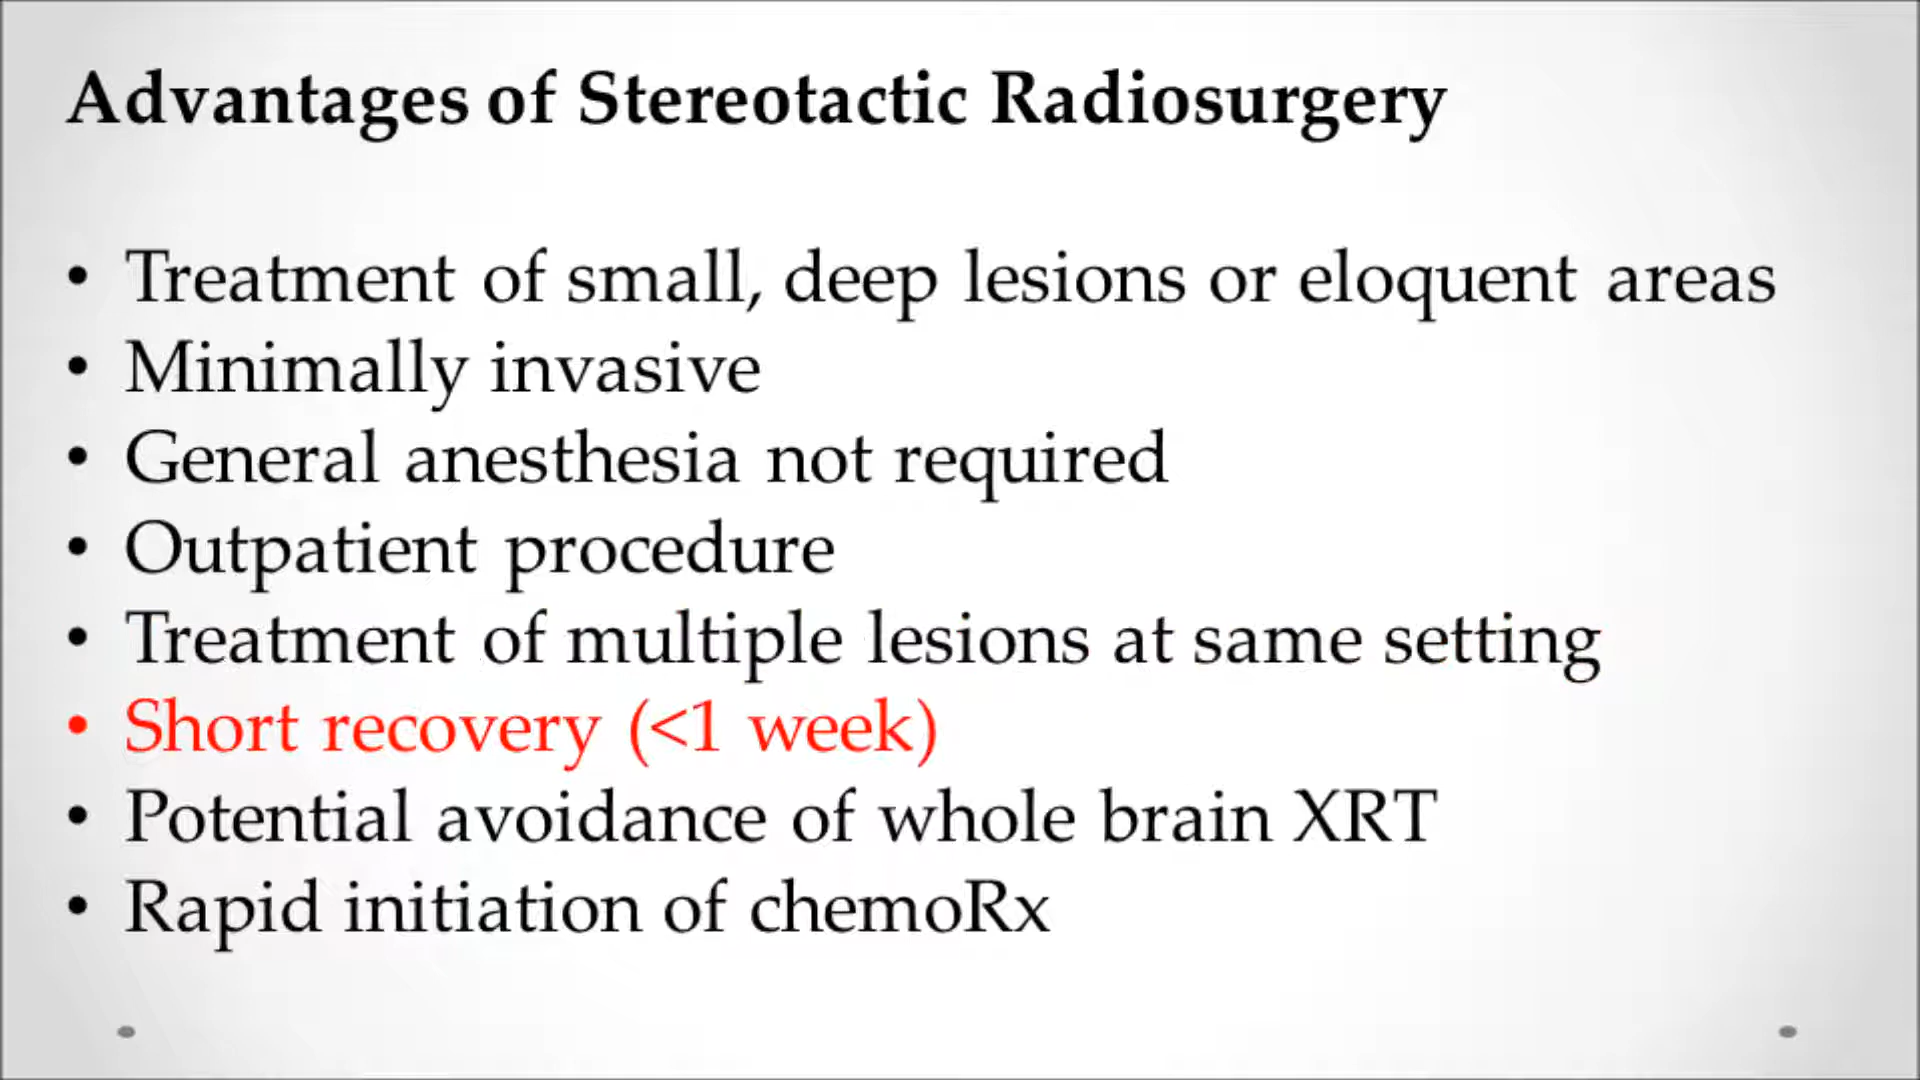 Advantages of Stereotactic Radiosurgery
• Treatment of small, deep lesions or eloquent areas
• Minimally invasive
• General anesthesia not required
• Outpatient procedure
• Treatment of multiple lesions at same setting
• Short recovery (<1 week)
• Potential avoidance of whole brain XRT
• Rapid initiation of chemoRx